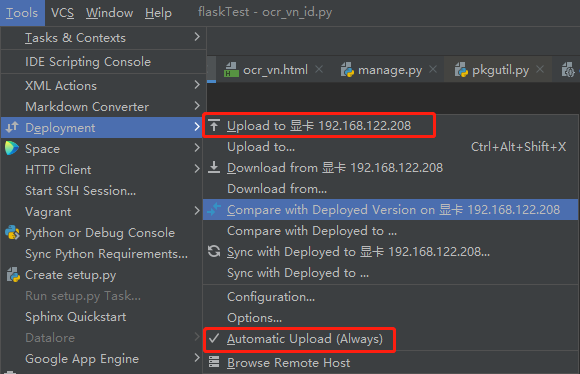 Tools VCS Window Help flaskTest - ocr_vn_id.py
Tasks & Contexts
IDE Scripting Console
XML Actions
Markdown Converter
Deployment
Space
HTTP Client
Start SSH Session...
Vagrant
Python or Debug Console
Sync Python Requirements...
Create setup.py
Run setup.py Task...
Sphinx Quickstart
Datalore
Google App Engine
ocr_vn.html manage.py pkgutil.py
Upload to 显卡 192.168.122.208
Upload to... Ctrl+Alt+Shift+X
Download from 显卡 192.168.122.208
Download from...
Compare with Deployed Version on 显卡 192.168.122.208
Compare with Deployed to ...
Sync with Deployed to 显卡 192.168.122.208...
Sync with Deployed to ...
Configuration...
Options...
Automatic Upload (Always)
Browse Remote Host